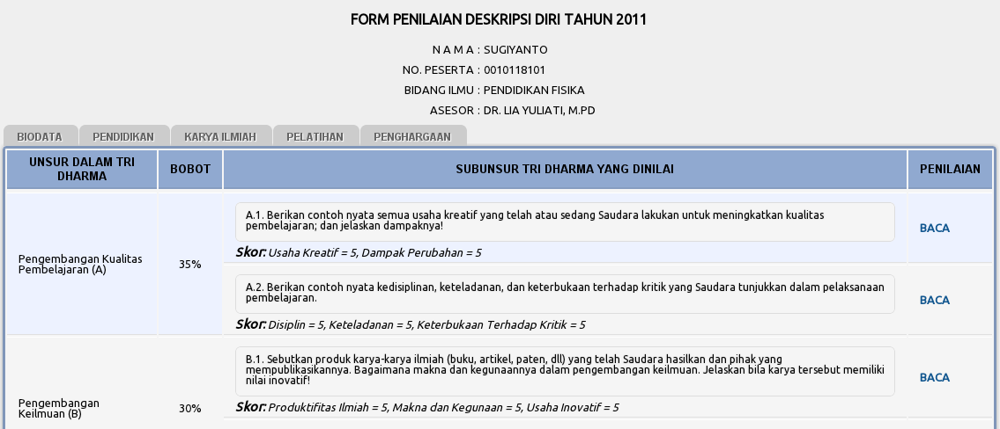 FORM PENILAIAN DESKRIPSI DIRI TAHUN 2011
N A M A : SUGIYANTO
NO. PESERTA : 0010118101
BIDANG ILMU : PENDIDIKAN FISIKA
ASESOR : DR. LIA YULIATI, M.PD
BIODATA PENDIDIKAN KARYA ILMIAH PELATIHAN PENGHARGAAN
UNSUR DALAM TRI
DHARMA
BOBOT
SUBUNSUR TRI DHARMA YANG DINILAI
PENILAIAN
Pengembangan Kualitas
Pembelajaran (A)
35%
A.1. Berikan contoh nyata semua usaha kreatif yang telah atau sedang Saudara lakukan untuk meningkatkan kualitas
pembelajaran; dan jelaskan dampaknya!
Skor: Usaha Kreatif = 5, Dampak Perubahan = 5
BACA
A.2. Berikan contoh nyata kedisiplinan, keteladanan, dan keterbukaan terhadap kritik yang Saudara tunjukkan dalam pelaksanaan
pembelajaran.
Skor: Disiplin = 5, Keteladanan = 5, Keterbukaan Terhadap Kritik = 5
BACA
Pengembangan
Keilmuan (B)
30%
B.1. Sebutkan produk karya-karya ilmiah (buku, artikel, paten, dll) yang telah Saudara hasilkan dan pihak yang
mempublikasikannya. Bagaimana makna dan kegunaannya dalam pengembangan keilmuan. Jelaskan bila karya tersebut memiliki
nilai inovatif!
Skor: Produktifitas Ilmiah = 5, Makna dan Kegunaan = 5, Usaha Inovatif = 5
BACA